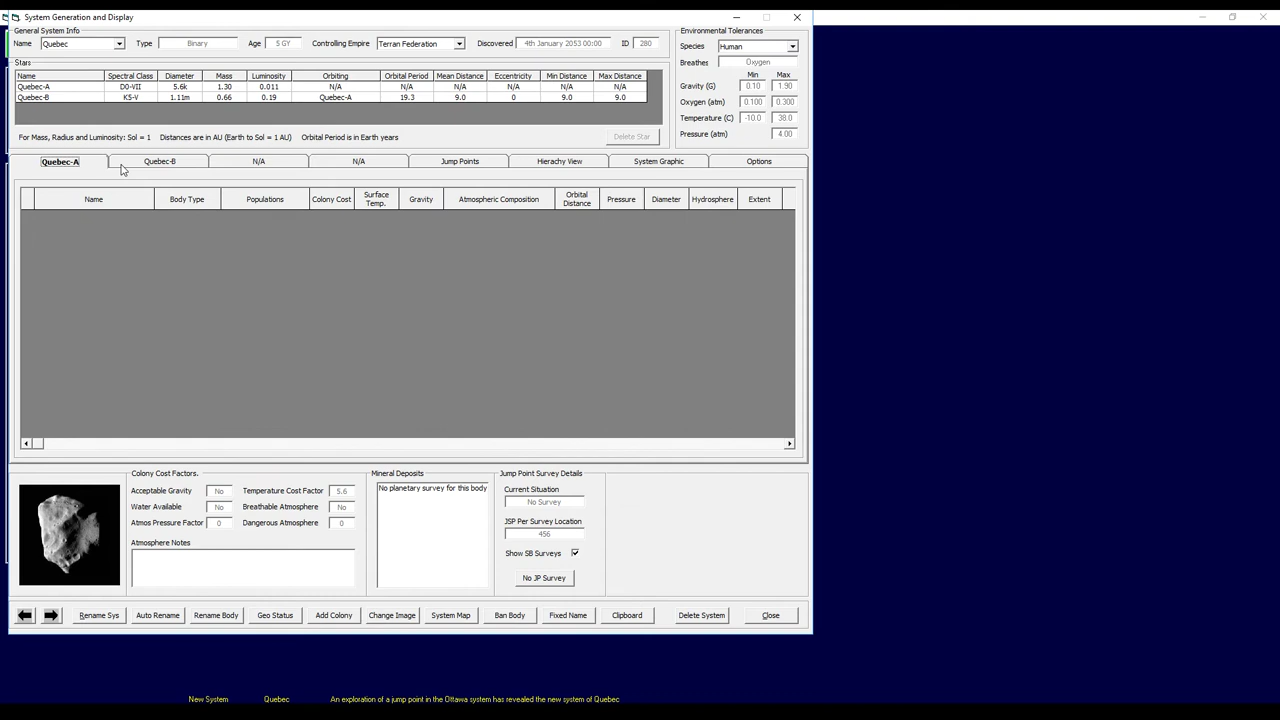 System Generation and Display
General System Info
Name Quebec Type Binary Age 5 GY Controlling Empire Terran Federation Discovered 4th January 2053 00:00 ID 280
Stars
Name Spectral Class Diameter Mass Luminosity Orbiting Orbital Period Mean Distance Eccentricity Min Distance Max Distance
Quebec-A D0-VII 5.6k 1.30 0.011 N/A N/A N/A N/A N/A N/A
Quebec-B K5-V 1.11m 0.66 0.19 Quebec-A 19.3 9.0 0 9.0 9.0
For Mass, Radius and Luminosity: Sol = 1 Distances are in AU (Earth to Sol = 1 AU) Orbital Period is in Earth years Delete Star
Environmental Tolerances
Species Human
Breathes Oxygen
Min Max
Gravity (G) 0.10 1.90
Oxygen (atm) 0.100 0.300
Temperature (C) -10.0 38.0
Pressure (atm) 4.00
Quebec-A Quebec-B N/A N/A Jump Points Hierachy View System Graphic Options
Name Body Type Populations Colony Cost Surface Temp. Gravity Atmospheric Composition Orbital Distance Pressure Diameter Hydrosphere Extent
Colony Cost Factors.
Acceptable Gravity No Temperature Cost Factor 5.6
Water Available No Breathable Atmosphere No
Atmos Pressure Factor 0 Dangerous Atmosphere 0
Atmosphere Notes
Mineral Deposits
No planetary survey for this body
Jump Point Survey Details
Current Situation
No Survey
JSP Per Survey Location
456
Show SB Surveys
No JP Survey
Rename Sys Auto Rename Rename Body Geo Status Add Colony Change Image System Map Ban Body Fixed Name Clipboard Delete System Close
New System Quebec An exploration of a jump point in the Ottawa system has revealed the new system of Quebec